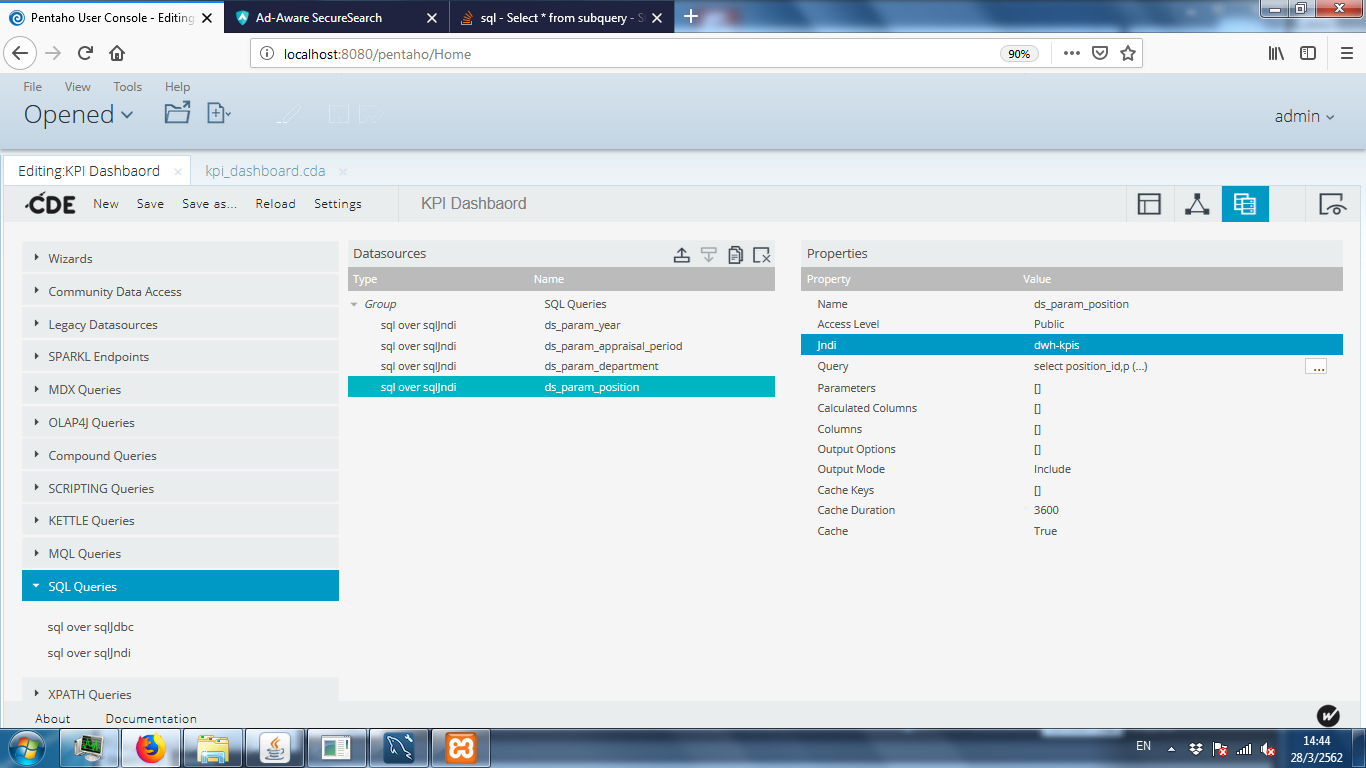 Pentaho User Console - Editing
Ad-Aware SecureSearch
sql - Select * from subquery - S
localhost:8080/pentaho/Home
90%
File View Tools Help
Opened
admin
Editing:KPI Dashbaord
kpi_dashboard.cda
CDE New Save Save as... Reload Settings
KPI Dashbaord
Wizards
Community Data Access
Legacy Datasources
SPARKL Endpoints
MDX Queries
OLAP4J Queries
Compound Queries
SCRIPTING Queries
KETTLE Queries
MQL Queries
SQL Queries
sql over sqlJdbc
sql over sqlJndi
XPATH Queries
Datasources
Type Name
Group SQL Queries
sql over sqlJndi ds_param_year
sql over sqlJndi ds_param_appraisal_period
sql over sqlJndi ds_param_department
sql over sqlJndi ds_param_position
Properties
Property Value
Name ds_param_position
Access Level Public
Jndi dwh-kpis
Query select position_id,p (...) ...
Parameters []
Calculated Columns []
Columns []
Output Options []
Output Mode Include
Cache Keys []
Cache Duration 3600
Cache True
About Documentation
EN
14:44
28/3/2562